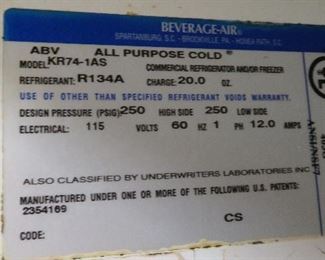 BEVERAGE-AIR®
SPARTANBURG, S.C. - BROCKVILLE, PA. - HONEA PATH, S.C.
ABV ALL PURPOSE COLD
MODEL KR74-1AS COMMERCIAL REFRIGERATOR AND/OR FREEZER
REFRIGERANT: R134A CHARGE: 20.0 OZ.
USE OF OTHER THAN SPECIFIED REFRIGERANT VOIDS WARRANTY.
DESIGN PRESSURE (PSIG) 250 HIGH SIDE 250 LOW SIDE
ELECTRICAL: 115 VOLTS 60 HZ 1 PH 12.0 AMPS
ALSO CLASSIFIED BY UNDERWRITERS LABORATORIES INC
MANUFACTURED UNDER ONE OR MORE OF THE FOLLOWING U.S. PATENTS:
2354169
CS
CODE: